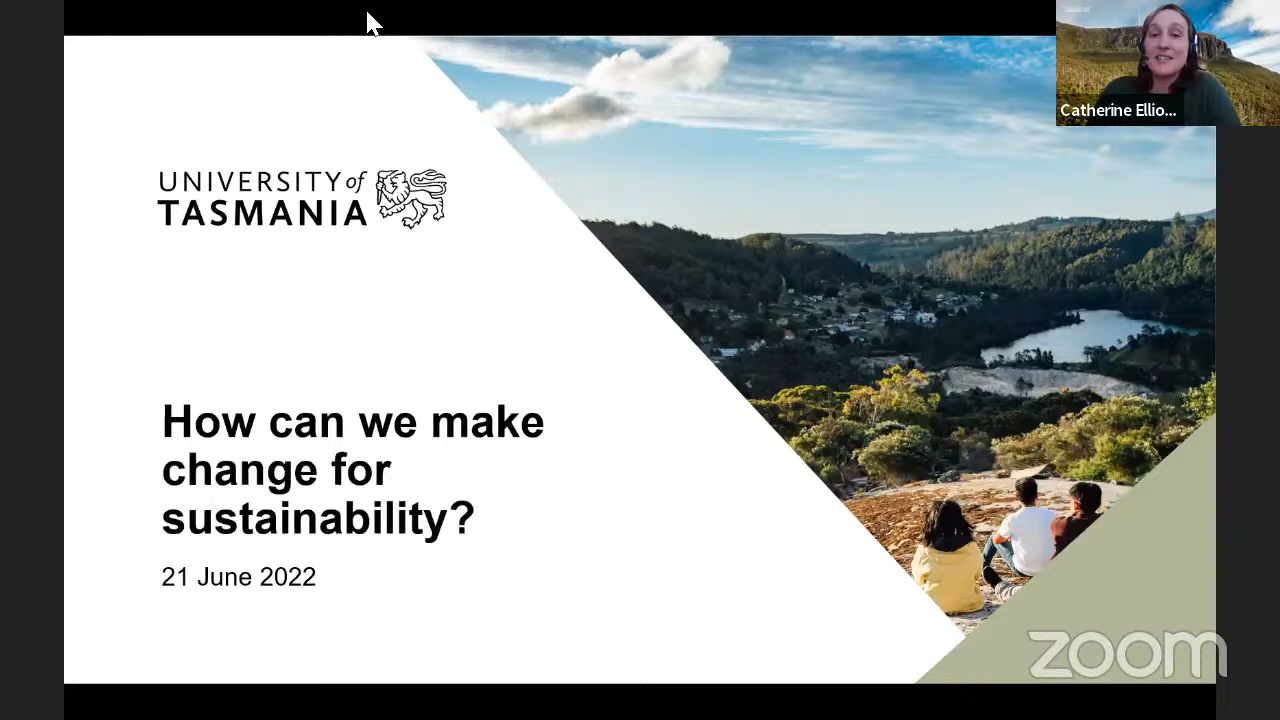 Catherine Ellio...
UNIVERSITY of
TASMANIA
How can we make
change for
sustainability?
21 June 2022
zoom